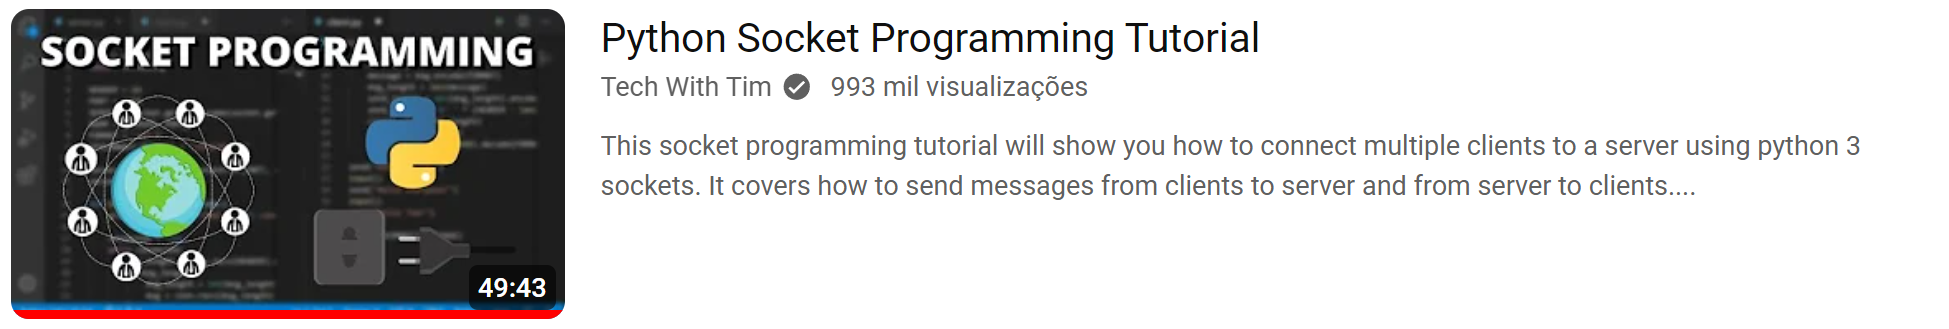 SOCKET PROGRAMMING
49:43
Python Socket Programming Tutorial
Tech With Tim 993 mil visualizações
This socket programming tutorial will show you how to connect multiple clients to a server using python 3
sockets. It covers how to send messages from clients to server and from server to clients....